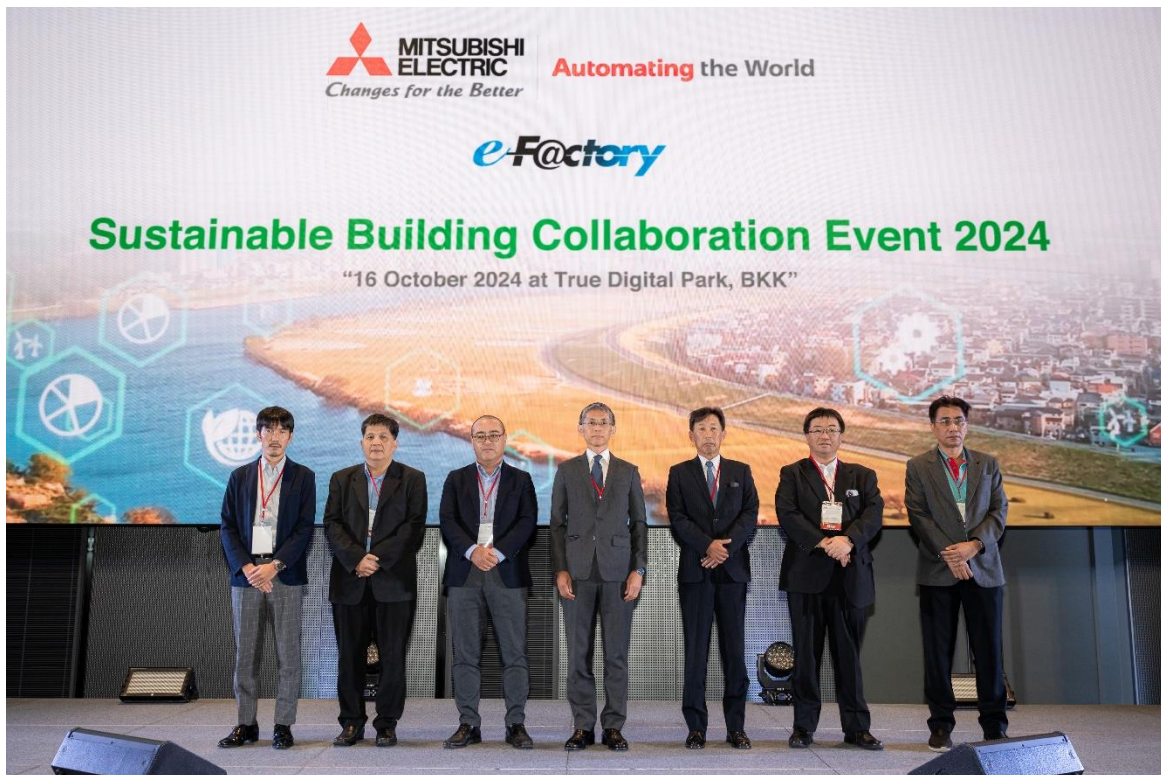 MITSUBISHI
ELECTRIC
Changes for the Better
Automating the World
e-F@ctory
Sustainable Building Collaboration Event 2024
“16 October 2024 at True Digital Park, BKK”